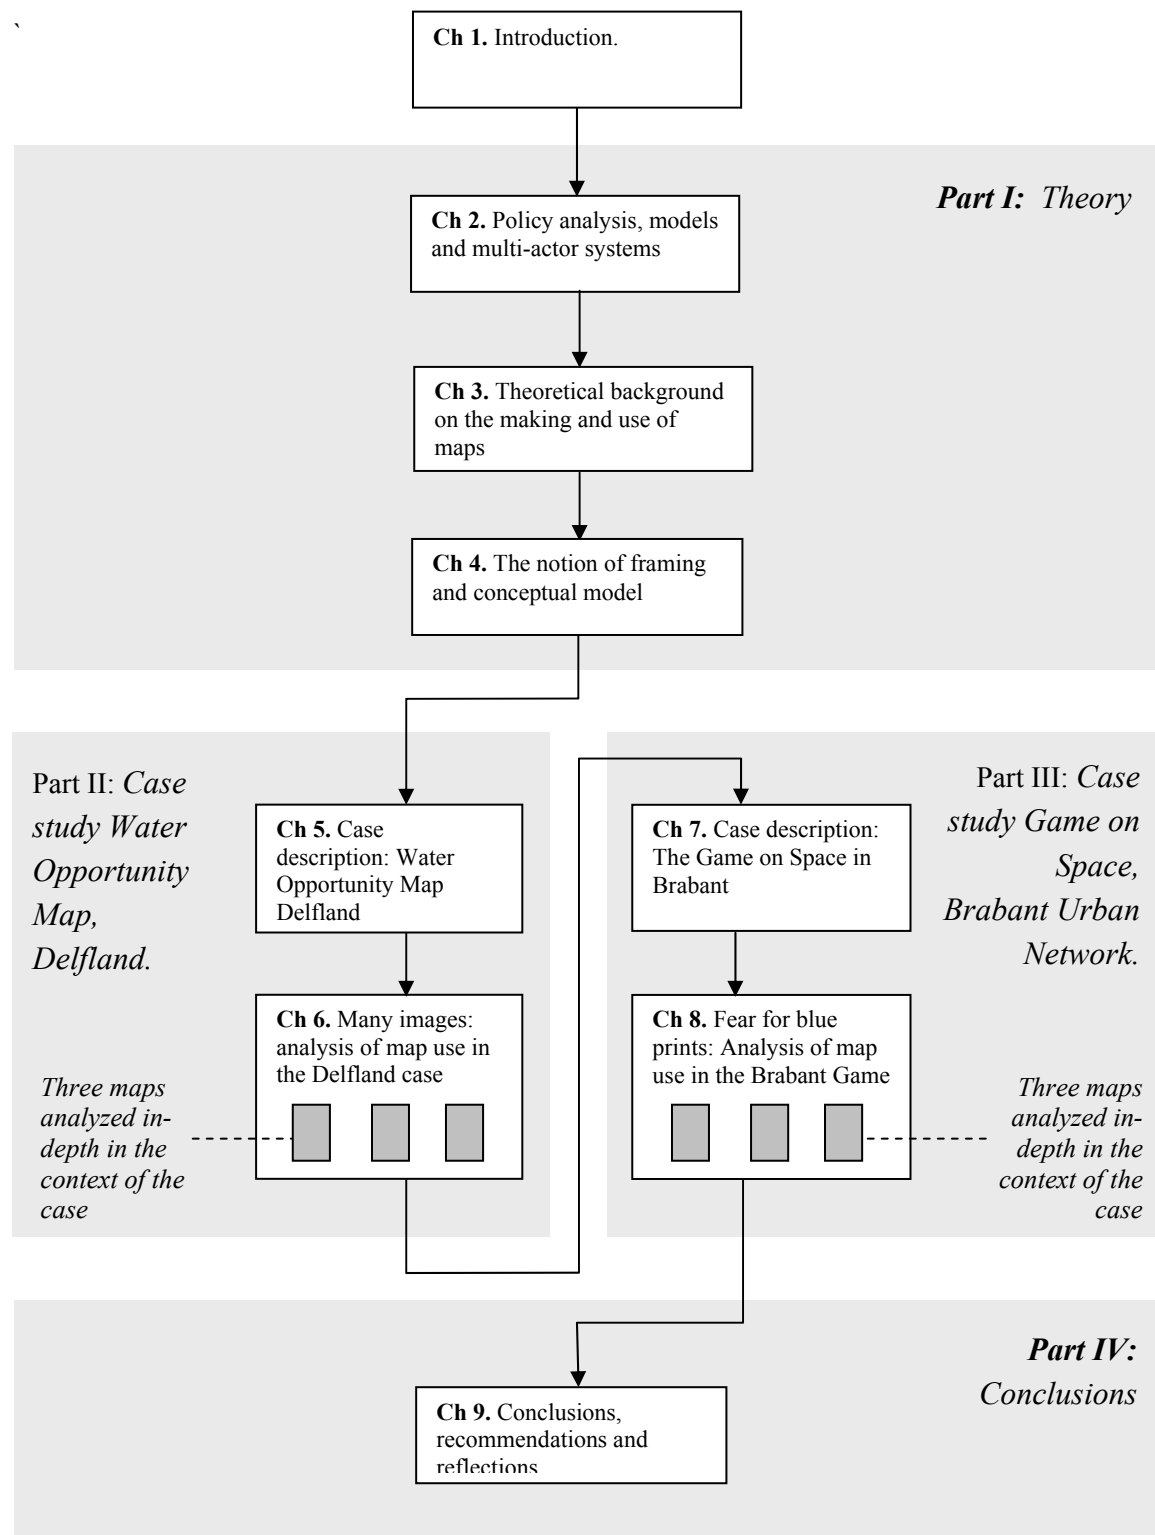 `
Ch 1. Introduction.
Part I: Theory
Ch 2. Policy analysis, models
and multi-actor systems
Ch 3. Theoretical background
on the making and use of
maps
Ch 4. The notion of framing
and conceptual model
Part II: Case
study Water
Opportunity
Map,
Delfland.
Ch 5. Case
description: Water
Opportunity Map
Delfland
Ch 6. Many images:
analysis of map use in
the Delfland case
Three maps
analyzed in-
depth in the
context of the
case
Part III: Case
study Game on
Space,
Brabant Urban
Network.
Ch 7. Case description:
The Game on Space in
Brabant
Ch 8. Fear for blue
prints: Analysis of map
use in the Brabant Game
Three maps
analyzed in-
depth in the
context of the
case
Part IV:
Conclusions
Ch 9. Conclusions,
recommendations and
reflections